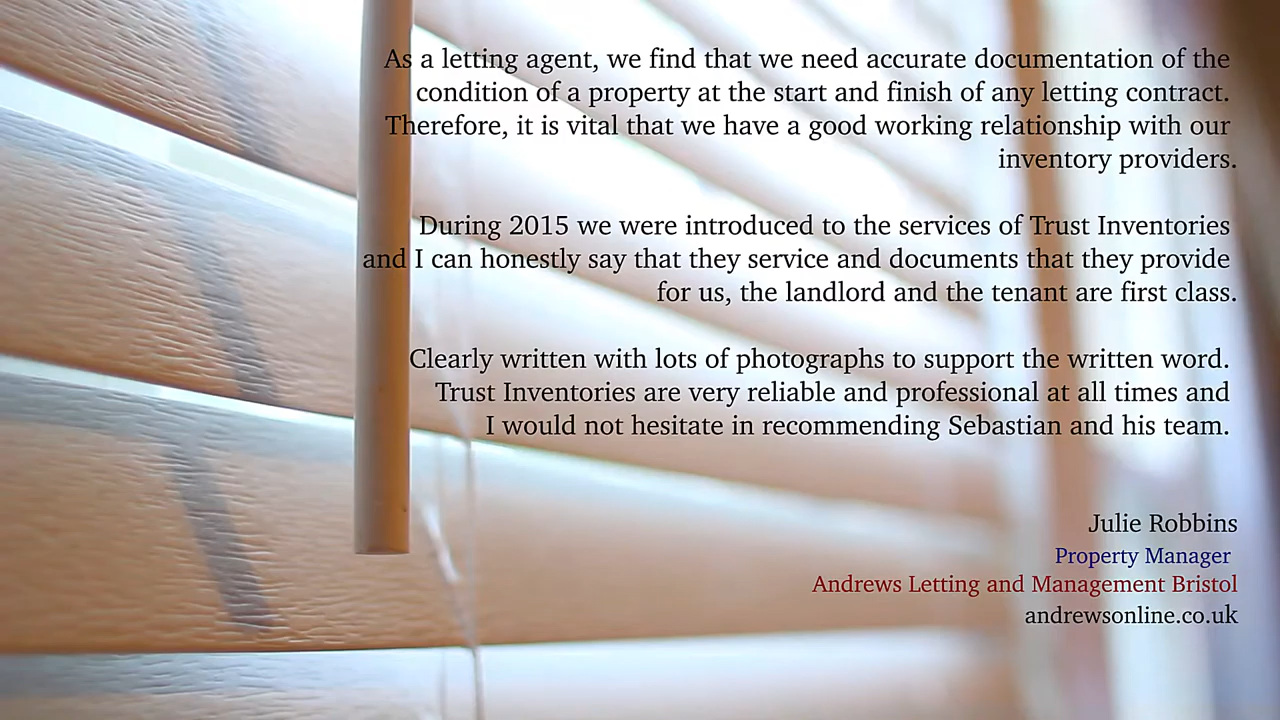 As a letting agent, we find that we need accurate documentation of the
condition of a property at the start and finish of any letting contract.
Therefore, it is vital that we have a good working relationship with our
inventory providers.
During 2015 we were introduced to the services of Trust Inventories
and I can honestly say that they service and documents that they provide
for us, the landlord and the tenant are first class.
Clearly written with lots of photographs to support the written word.
Trust Inventories are very reliable and professional at all times and
I would not hesitate in recommending Sebastian and his team.
Julie Robbins
Property Manager
Andrews Letting and Management Bristol
andrewsonline.co.uk